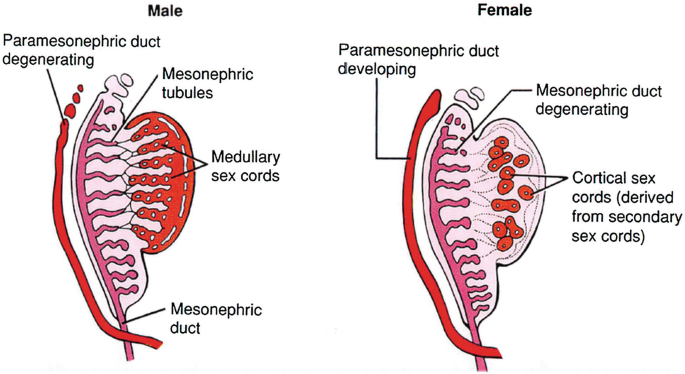 Male
Paramesonephric duct
degenerating
Mesonephric
tubules
Medullary
sex cords
Mesonephric
duct
Female
Paramesonephric duct
developing
Mesonephric duct
degenerating
Cortical sex
cords (derived
from secondary
sex cords)